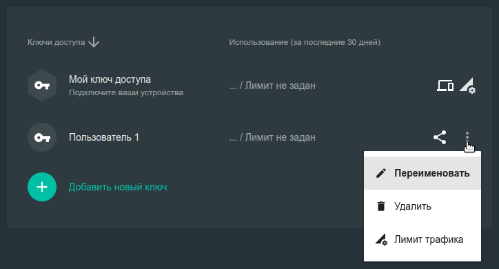 Ключи доступа
Использование (за последние 30 дней)
Мой ключ доступа
Подключите ваши устройства
... / Лимит не задан
Пользователь 1
... / Лимит не задан
Добавить новый ключ
Переименовать
Удалить
Лимит трафика